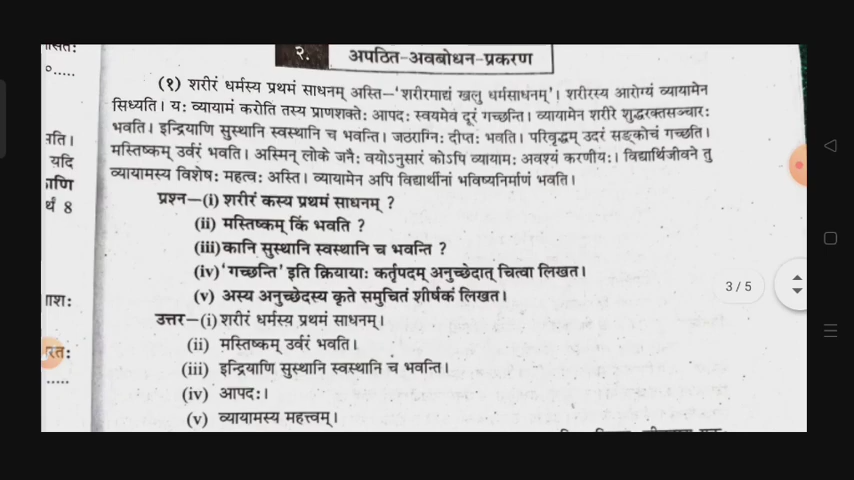 २.
अपठित-अवबोधन-प्रकरण
(१) शरीरं धर्मस्य प्रथमं साधनम् अस्ति–'शरीरमाद्यं खलु धर्मसाधनम्'। शरीरस्य आरोग्यं व्यायामेन
सिध्यति। यः व्यायामं करोति तस्य प्राणशक्तेः आपदः स्वयमेवं दूरं गच्छन्ति। व्यायामेन शरीरे शुद्धरक्तसञ्चारः
भवति। इन्द्रियाणि सुस्थानि स्वस्थानि च भवन्ति। जठराग्निः दीप्तः भवति। परिवृद्धम् उदरं सङ्कोचं गच्छति।
मस्तिष्कम् उर्वरं भवति। अस्मिन् लोके जनैः वयोऽनुसारं कोऽपि व्यायामः अवश्यं करणीयः। विद्यार्थिजीवने तु
व्यायामस्य विशेषः महत्वः अस्ति। व्यायामेन अपि विद्यार्थीनां भविष्यनिर्माणं भवति।
प्रश्न–(i) शरीरं कस्य प्रथमं साधनम् ?
(ii) मस्तिष्कम् किं भवति ?
(iii) कानि सुस्थानि स्वस्थानि च भवन्ति ?
(iv) 'गच्छन्ति' इति क्रियायाः कर्तृपदम् अनुच्छेदात् चित्वा लिखत।
(v) अस्य अनुच्छेदस्य कृते समुचितं शीर्षकं लिखत।
उत्तर–(i) शरीरं धर्मस्य प्रथमं साधनम्।
(ii) मस्तिष्कम् उर्वरं भवति।
(iii) इन्द्रियाणि सुस्थानि स्वस्थानि च भवन्ति।
(iv) आपदः।
(v) व्यायामस्य महत्त्वम्।
यदि
र्थं 8
3 / 5